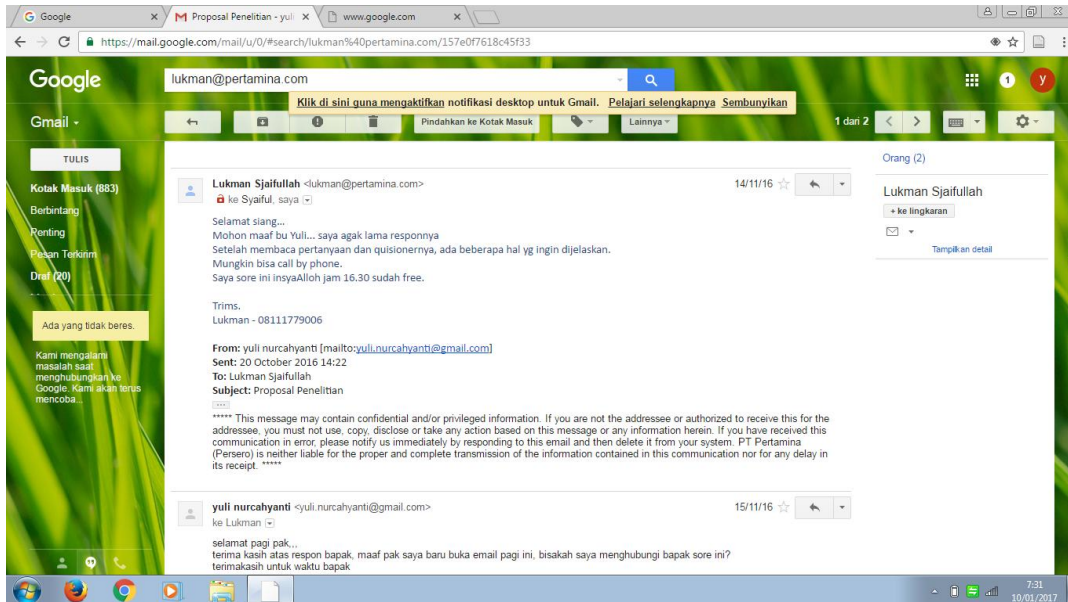 Google
Proposal Penelitian - yuli
www.google.com
https://mail.google.com/mail/u/0/#search/lukman%40pertamina.com/157e0f7618c45f33
Google
lukman@pertamina.com
1
y
Klik di sini guna mengaktifkan notifikasi desktop untuk Gmail. Pelajari selengkapnya Sembunyikan
Gmail
Pindahkan ke Kotak Masuk
Lainnya
1 dari 2
TULIS
Kotak Masuk (883)
Berbintang
Penting
Pesan Terkirim
Draf (20)
Ada yang tidak beres.
Kami mengalami
masalah saat
menghubungkan ke
Google. Kami akan terus
mencoba...
Lukman Sjaifullah <lukman@pertamina.com>
14/11/16
ke Syaiful, saya
Selamat siang...
Mohon maaf bu Yuli... saya agak lama responnya
Setelah membaca pertanyaan dan quisionernya, ada beberapa hal yg ingin dijelaskan.
Mungkin bisa call by phone.
Saya sore ini insyaAlloh jam 16.30 sudah free.
Trims.
Lukman - 08111779006
From: yuli nurcahyanti [mailto:yuli.nurcahyanti@gmail.com]
Sent: 20 October 2016 14:22
To: Lukman Sjaifullah
Subject: Proposal Penelitian
***** This message may contain confidential and/or privileged information. If you are not the addressee or authorized to receive this for the
addressee, you must not use, copy, disclose or take any action based on this message or any information herein. If you have received this
communication in error, please notify us immediately by responding to this email and then delete it from your system. PT Pertamina
(Persero) is neither liable for the proper and complete transmission of the information contained in this communication nor for any delay in
its receipt. *****
yuli nurcahyanti <yuli.nurcahyanti@gmail.com>
15/11/16
ke Lukman
selamat pagi pak,,,
terima kasih atas respon bapak, maaf pak saya baru buka email pagi ini, bisakah saya menghubungi bapak sore ini?
terimakasih untuk waktu bapak
Orang (2)
Lukman Sjaifullah
+ ke lingkaran
Tampilkan detail
7:31
10/01/2017